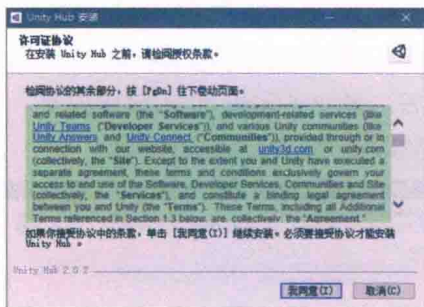 Unity Hub 安装
许可证协议
在安装 Unity Hub 之前，请检阅授权条款。
检阅协议的其余部分，按 [PgDn] 往下卷动页面。
and related software (the "Software"), development-related services (like
Unity Teams ("Developer Services")), and various Unity communities (like
Unity Answers and Unity Connect ("Communities")), provided through or in
connection with our website, accessible at unity3d.com or unity.com
(collectively, the "Site"). Except to the extent you and Unity have executed a
separate agreement, these terms and conditions exclusively govern your
access to and use of the Software, Developer Services, Communities and Site
(collectively, the "Services"), and constitute a binding legal agreement
between you and Unity (the "Terms"). These Terms, including all Additional
Terms referenced in Section 1.3 below, are, collectively, the "Agreement."
如果你接受协议中的条款，单击 [我同意(I)] 继续安装。必须要接受协议才能安装
Unity Hub 。
Unity Hub 2.0.2
我同意(I)
取消(C)